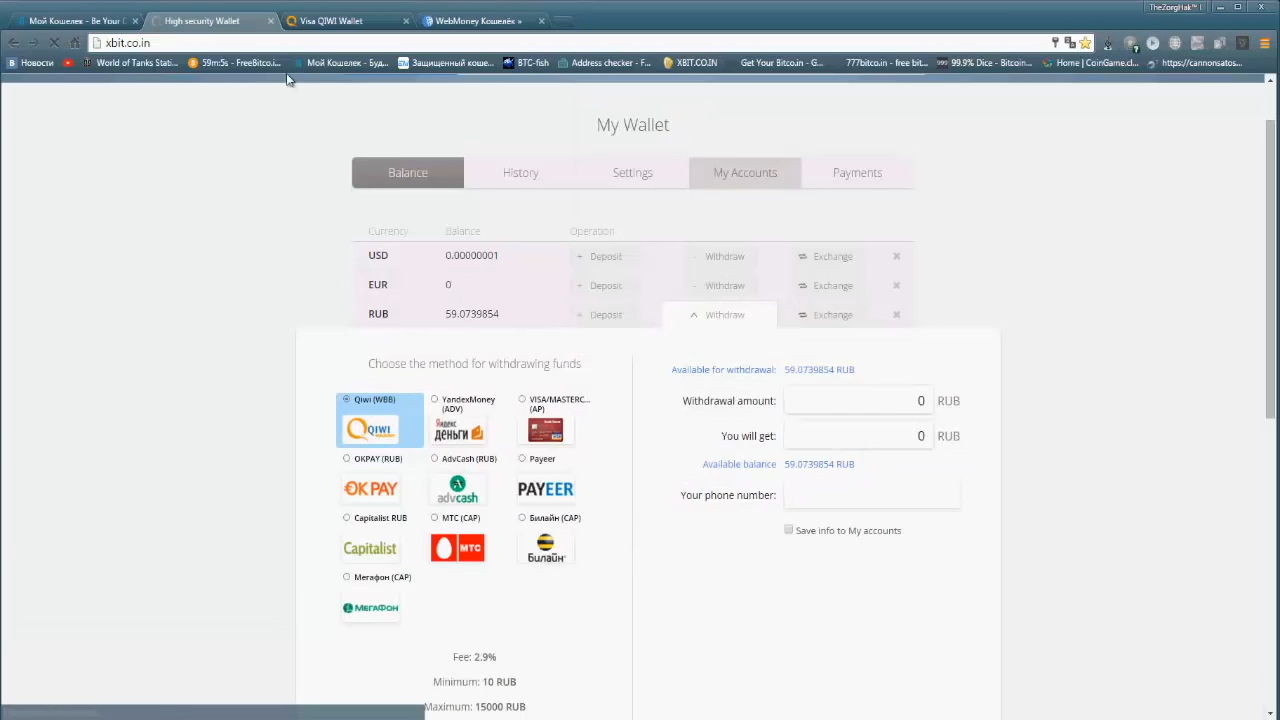 TheZorgHak™
Мой Кошелек - Be Your
High security Wallet
Visa QIWI Wallet
WebMoney Кошелёк »
xbit.co.in
Новости
World of Tanks Stati...
59m:5s - FreeBitco.i...
Мой Кошелек - Буд...
Защищенный коше...
BTC-fish
Address checker - F...
XBIT.CO.IN
Get Your Bitco.in - G...
777bitco.in - free bit...
99.9% Dice - Bitcoin...
Home | CoinGame.cl...
https://cannonsatos...
My Wallet
Balance
History
Settings
My Accounts
Payments
Currency
Balance
Operation
USD 0.00000001 + Deposit - Withdraw Exchange
EUR 0 + Deposit - Withdraw Exchange
RUB 59.0739854 + Deposit Withdraw Exchange
Choose the method for withdrawing funds
Qiwi (WBB)
YandexMoney
(ADV)
VISA/MASTERC...
(AP)
QIWI
Яндекс
деньги
OKPAY (RUB)
AdvCash (RUB)
Payeer
OK PAY
advcash
PAYEER
Capitalist RUB
МТС (CAP)
Билайн (CAP)
Capitalist
МТС
Билайн
Мегафон (CAP)
МЕГАФОН
Fee: 2.9%
Minimum: 10 RUB
Maximum: 15000 RUB
Available for withdrawal: 59.0739854 RUB
Withdrawal amount: 0 RUB
You will get: 0 RUB
Available balance 59.0739854 RUB
Your phone number:
Save info to My accounts